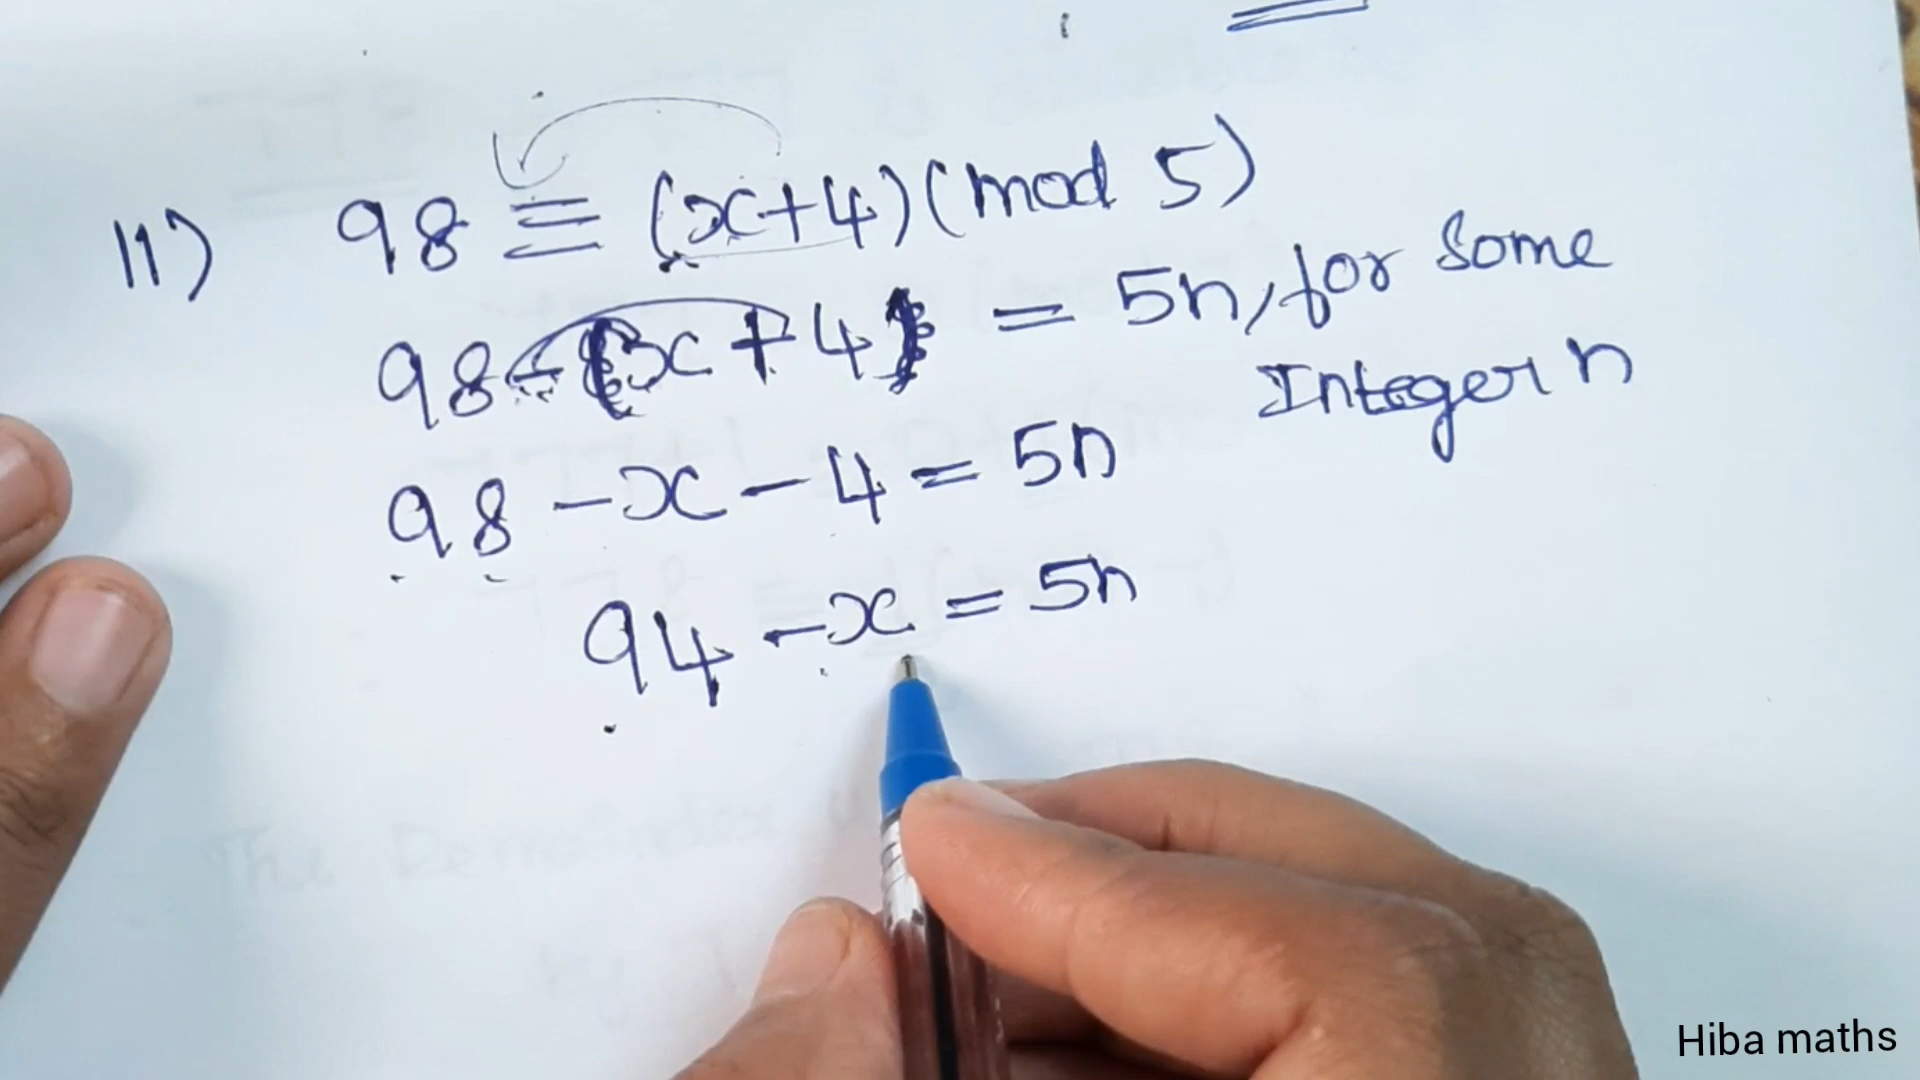 11) 98 ≡ (x+4) (mod 5)
98 - (x + 4) = 5n, for some
Integer n
98 - x - 4 = 5n
94 - x = 5n
Hiba maths